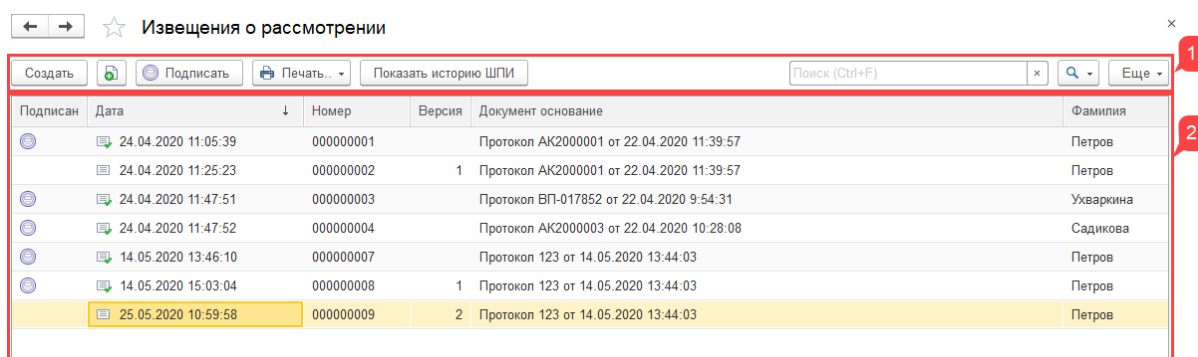 Извещения о рассмотрении
1
Создать Подписать Печать.. Показать историю ШПИ Поиск (Ctrl+F) × Еще
2
Подписан Дата ↓ Номер Версия Документ основание Фамилия
24.04.2020 11:05:39 000000001 Протокол АК2000001 от 22.04.2020 11:39:57 Петров
24.04.2020 11:25:23 000000002 1 Протокол АК2000001 от 22.04.2020 11:39:57 Петров
24.04.2020 11:47:51 000000003 Протокол ВП-017852 от 22.04.2020 9:54:31 Ухваркина
24.04.2020 11:47:52 000000004 Протокол АК2000003 от 22.04.2020 10:28:08 Садикова
14.05.2020 13:46:10 000000007 Протокол 123 от 14.05.2020 13:44:03 Петров
14.05.2020 15:03:04 000000008 1 Протокол 123 от 14.05.2020 13:44:03 Петров
25.05.2020 10:59:58 000000009 2 Протокол 123 от 14.05.2020 13:44:03 Петров